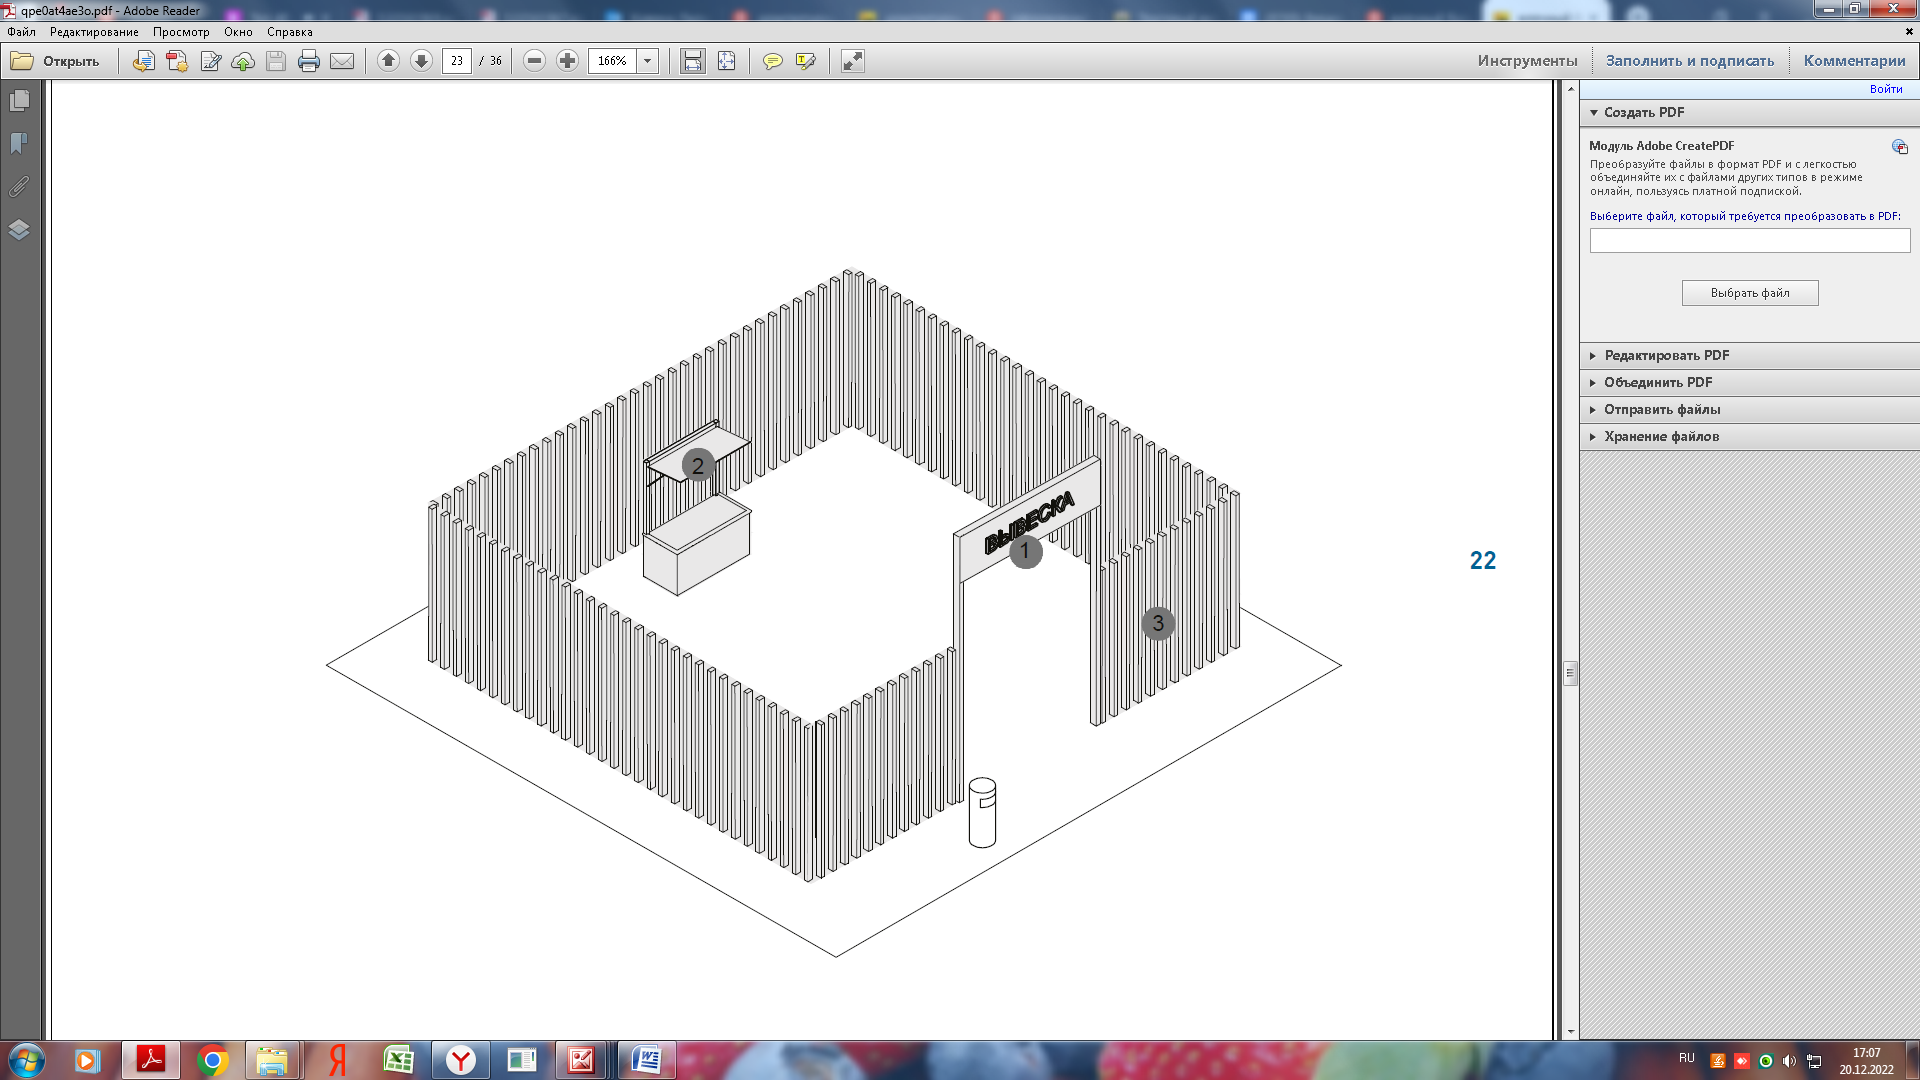 qpe0at4ae3o.pdf - Adobe Reader
Файл Редактирование Просмотр Окно Справка
Открыть 23 / 36 166% Инструменты Заполнить и подписать Комментарии
Войти
Создать PDF
Модуль Adobe CreatePDF
Преобразуйте файлы в формат PDF и с легкостью
объединяйте их с файлами других типов в режиме
онлайн, пользуясь платной подпиской.
Выберите файл, который требуется преобразовать в PDF:
Выбрать файл
Редактировать PDF
Объединить PDF
Отправить файлы
Хранение файлов
2
ВЫВЕСКА
1
22
3
RU
17:07
20.12.2022